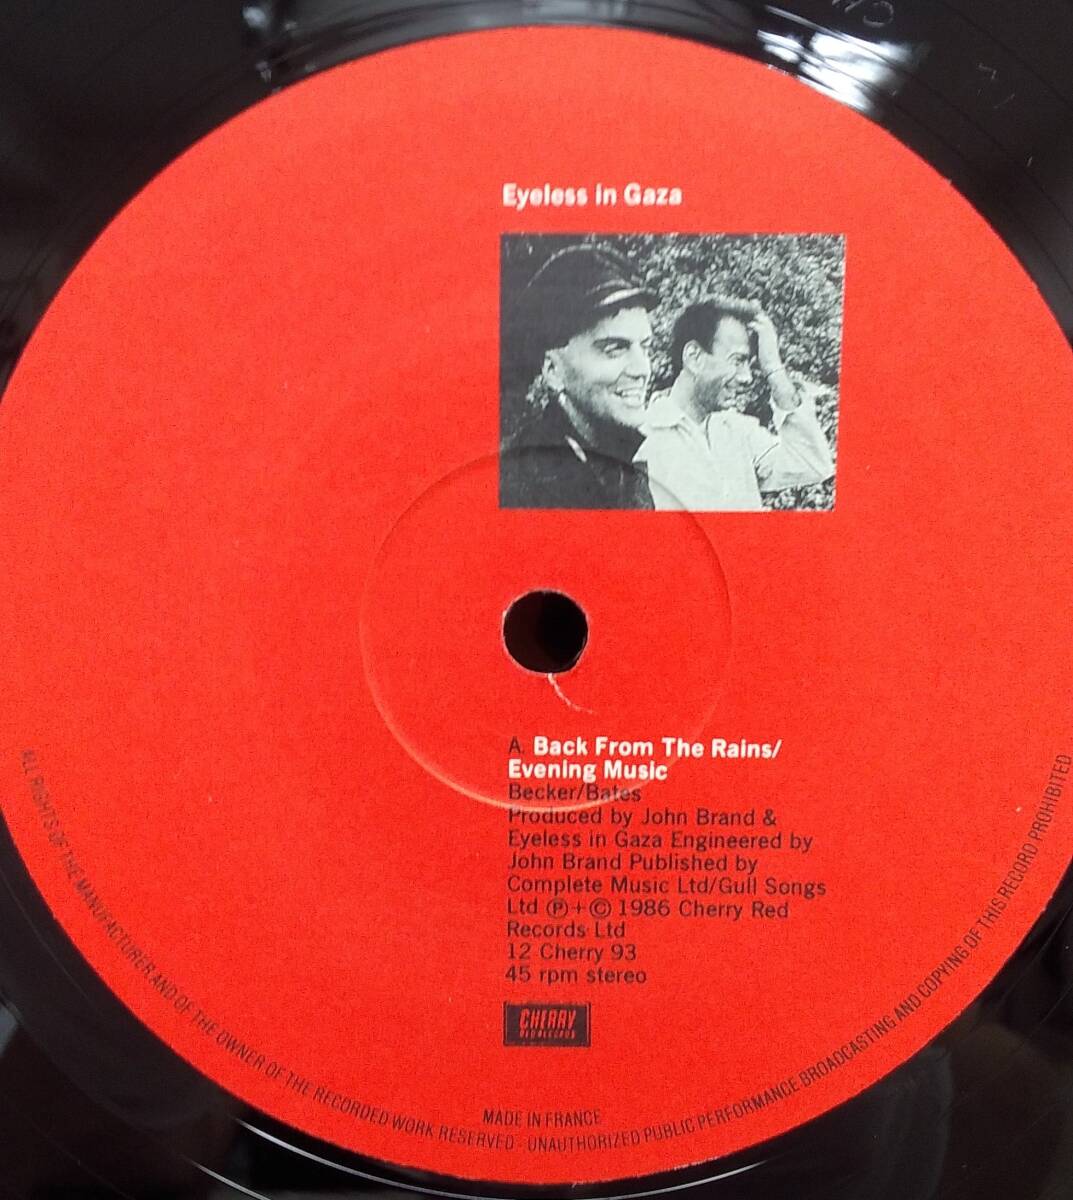 Eyeless in Gaza
A. Back From The Rains/
Evening Music
Becker/Bates
Produced by John Brand &
Eyeless in Gaza Engineered by
John Brand Published by
Complete Music Ltd/Gull Songs
Ltd Ⓟ+© 1986 Cherry Red
Records Ltd
12 Cherry 93
45 rpm stereo
CHERRY
RED RECORDS
MADE IN FRANCE
ALL RIGHTS OF THE MANUFACTURER AND OF THE OWNER OF THE RECORDED WORK RESERVED - UNAUTHORIZED PUBLIC PERFORMANCE BROADCASTING AND COPYING OF THIS RECORD PROHIBITED